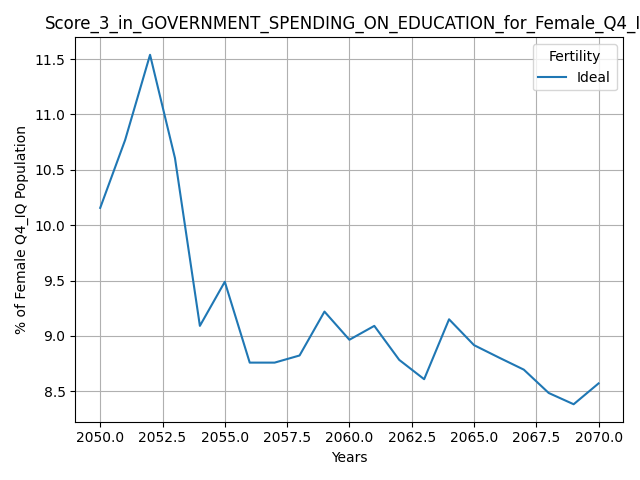 Score_3_in_GOVERNMENT_SPENDING_ON_EDUCATION_for_Female_Q4_I
Fertility
Ideal
11.5
11.0
10.5
10.0
9.5
9.0
8.5
% of Female Q4_IQ Population
2050.0 2052.5 2055.0 2057.5 2060.0 2062.5 2065.0 2067.5 2070.0
Years